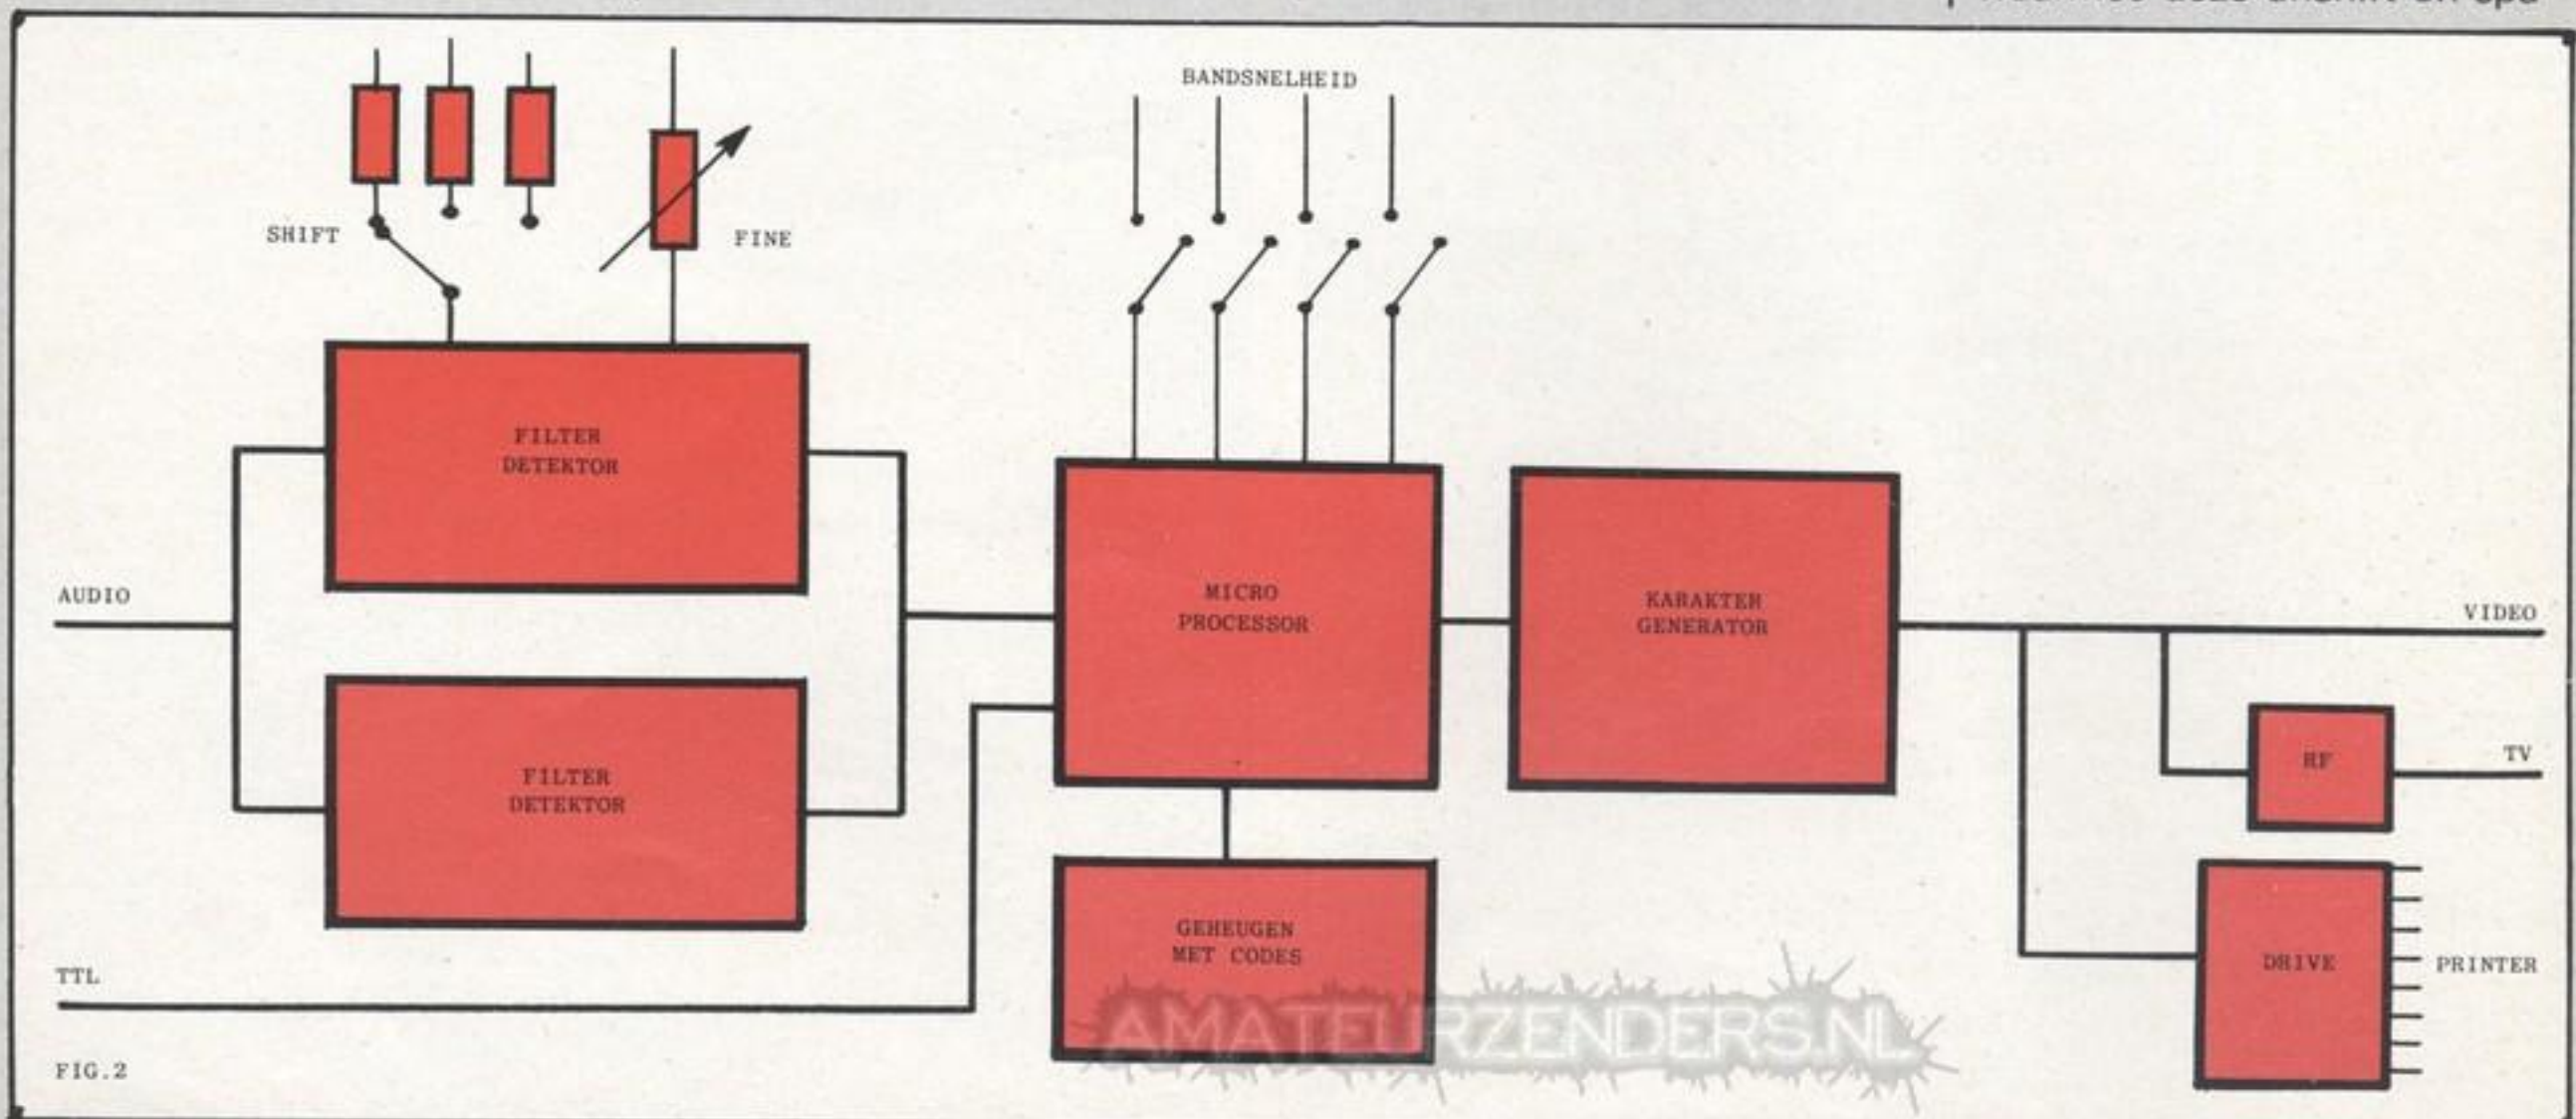 BANDSNELHEID
SHIFT
FINE
FILTER
DETEKTOR
AUDIO
MICRO
PROCESSOR
KARAKTER
GENERATOR
VIDEO
FILTER
DETEKTOR
RF
TV
GEHEUGEN
MET CODES
TTL
DRIVE
PRINTER
AMATEURZENDERS.NL
FIG.2